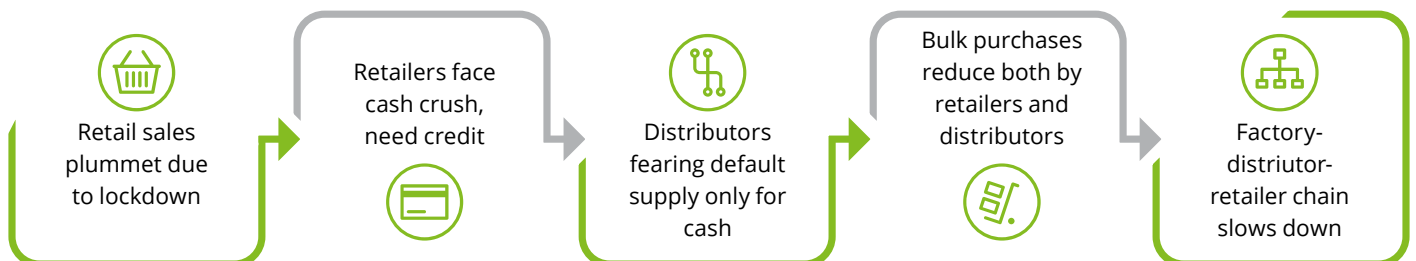 Retail sales
plummet due
to lockdown
Retailers face
cash crush,
need credit
Distributors
fearing default
supply only for
cash
Bulk purchases
reduce both by
retailers and
distributors
Factory-
distriutor-
retailer chain
slows down